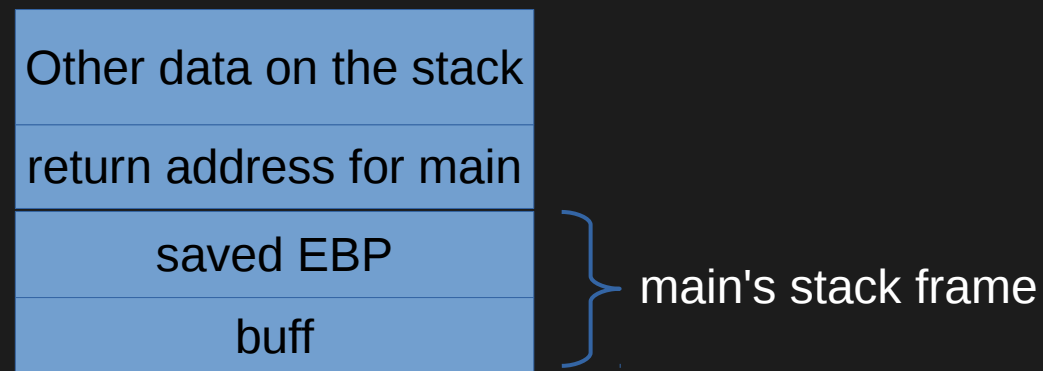 Other data on the stack
return address for main
saved EBP
main's stack frame
buff